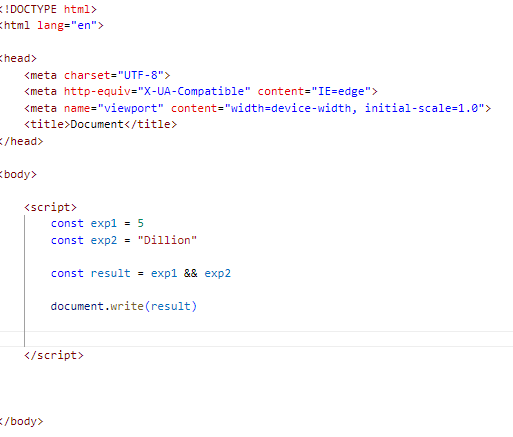 <!DOCTYPE html>
<html lang="en">
<head>
<meta charset="UTF-8">
<meta http-equiv="X-UA-Compatible" content="IE=edge">
<meta name="viewport" content="width=device-width, initial-scale=1.0">
<title>Document</title>
</head>
<body>
<script>
const exp1 = 5
const exp2 = "Dillion"
const result = exp1 && exp2
document.write(result)
</script>
</body>